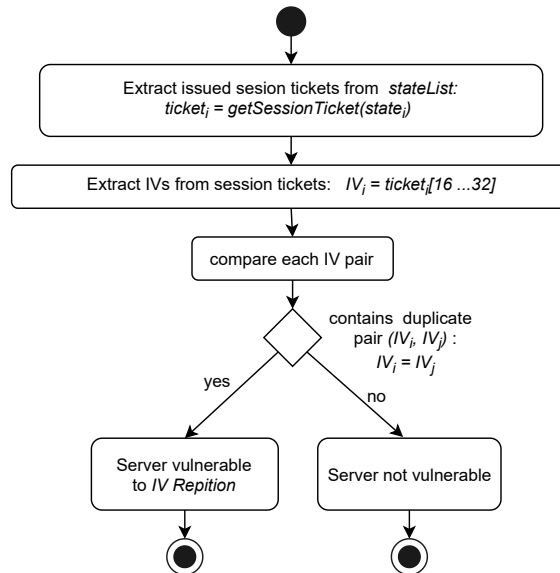 Extract issued sesion tickets from stateList:
ticketᵢ = getSessionTicket(stateᵢ)
Extract IVs from session tickets: IVᵢ = ticketᵢ[16 ...32]
compare each IV pair
contains duplicate
pair (IVᵢ, IVⱼ) :
IVᵢ = IVⱼ
yes
no
Server vulnerable
to IV Repition
Server not vulnerable